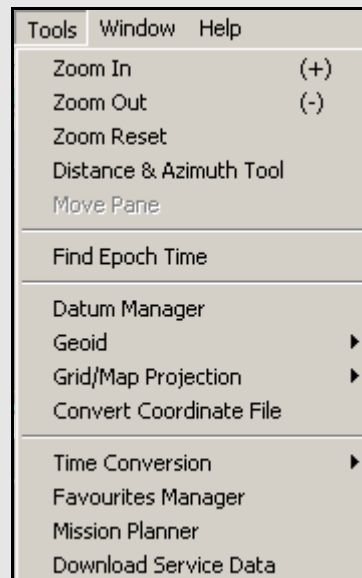 Tools Window Help
Zoom In (+)
Zoom Out (-)
Zoom Reset
Distance & Azimuth Tool
Move Pane
Find Epoch Time
Datum Manager
Geoid
Grid/Map Projection
Convert Coordinate File
Time Conversion
Favourites Manager
Mission Planner
Download Service Data